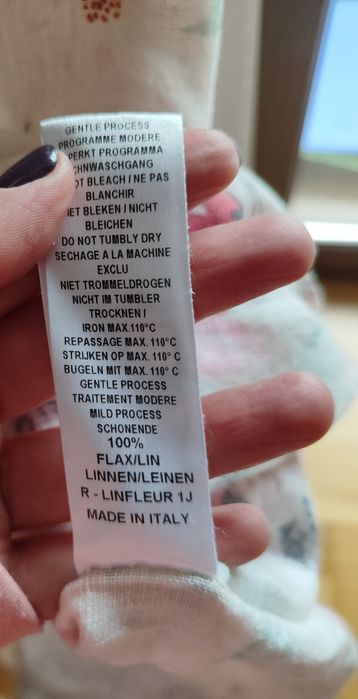 GENTLE PROCESS
PROGRAMME MODERE
PERKT PROGRAMMA
HNWASCHGANG
OT BLEACH / NE PAS
BLANCHIR
IET BLEKEN / NICHT
BLEICHEN
DO NOT TUMBLY DRY
SECHAGE A LA MACHINE
EXCLU
NIET TROMMELDROGEN
NICHT IM TUMBLER
TROCKNEN /
IRON MAX.110°C
REPASSAGE MAX. 110°C
STRIJKEN OP MAX. 110° C
BUGELN MIT MAX. 110° C
GENTLE PROCESS
TRAITEMENT MODERE
MILD PROCESS
SCHONENDE
100%
FLAX/LIN
LINNEN/LEINEN
R - LINFLEUR 1J
MADE IN ITALY